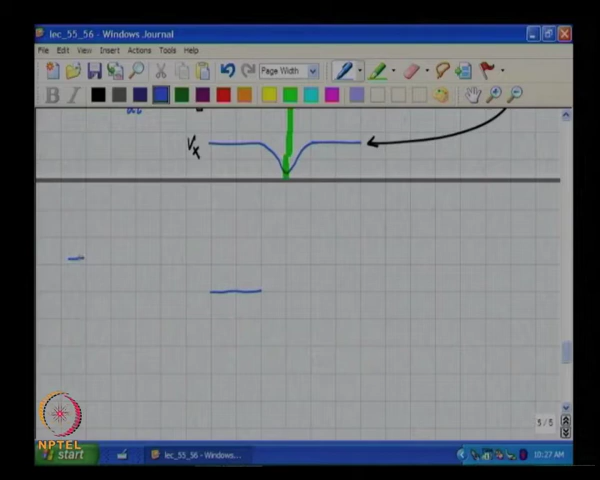 lec_55_56 - Windows Journal
File Edit View Insert Actions Tools Help
Page Width
B I
Vx
5/5
NPTEL
start
lec_55_56 - Windows...
10:27 AM